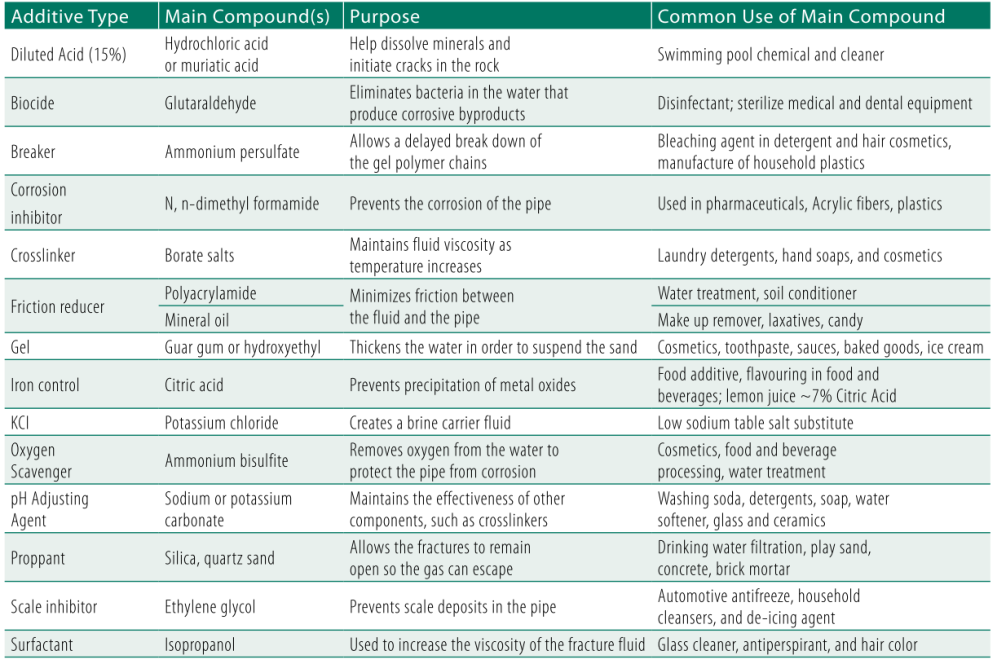 Additive Type Main Compound(s) Purpose Common Use of Main Compound
Diluted Acid (15%)
Hydrochloric acid
or muriatic acid
Help dissolve minerals and
initiate cracks in the rock
Swimming pool chemical and cleaner
Biocide
Glutaraldehyde
Eliminates bacteria in the water that
produce corrosive byproducts
Disinfectant; sterilize medical and dental equipment
Breaker
Ammonium persulfate
Allows a delayed break down of
the gel polymer chains
Bleaching agent in detergent and hair cosmetics,
manufacture of household plastics
Corrosion
inhibitor
N, n-dimethyl formamide
Prevents the corrosion of the pipe
Used in pharmaceuticals, Acrylic fibers, plastics
Crosslinker
Borate salts
Maintains fluid viscosity as
temperature increases
Laundry detergents, hand soaps, and cosmetics
Friction reducer
Polyacrylamide
Mineral oil
Minimizes friction between
the fluid and the pipe
Water treatment, soil conditioner
Make up remover, laxatives, candy
Gel
Guar gum or hydroxyethyl
Thickens the water in order to suspend the sand
Cosmetics, toothpaste, sauces, baked goods, ice cream
Iron control
Citric acid
Prevents precipitation of metal oxides
Food additive, flavouring in food and
beverages; lemon juice ~7% Citric Acid
KCl
Potassium chloride
Creates a brine carrier fluid
Low sodium table salt substitute
Oxygen
Scavenger
Ammonium bisulfite
Removes oxygen from the water to
protect the pipe from corrosion
Cosmetics, food and beverage
processing, water treatment
pH Adjusting
Agent
Sodium or potassium
carbonate
Maintains the effectiveness of other
components, such as crosslinkers
Washing soda, detergents, soap, water
softener, glass and ceramics
Proppant
Silica, quartz sand
Allows the fractures to remain
open so the gas can escape
Drinking water filtration, play sand,
concrete, brick mortar
Scale inhibitor
Ethylene glycol
Prevents scale deposits in the pipe
Automotive antifreeze, household
cleansers, and de-icing agent
Surfactant
Isopropanol
Used to increase the viscosity of the fracture fluid
Glass cleaner, antiperspirant, and hair color